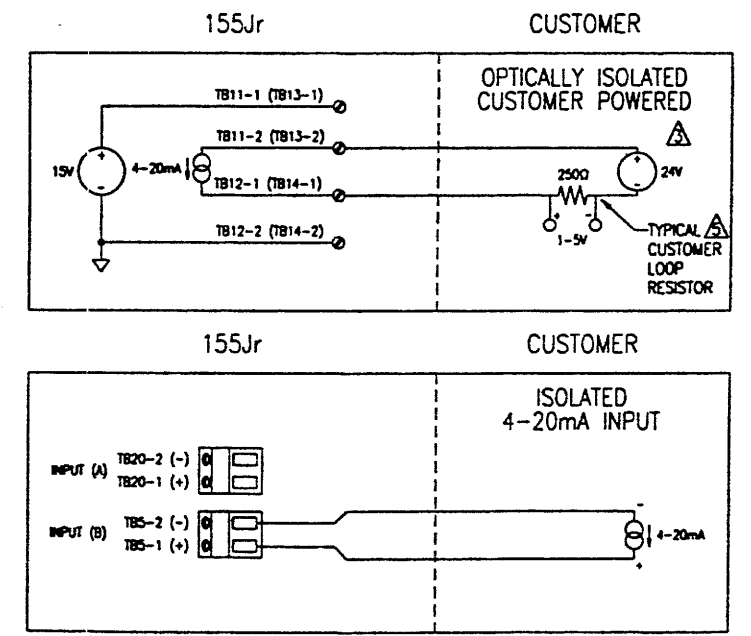 155Jr
CUSTOMER
OPTICALLY ISOLATED
CUSTOMER POWERED
TB11-1 (TB13-1)
TB11-2 (TB13-2)
3
+
-
15V
4-20mA
TB12-1 (TB14-1)
250Ω
+
-
24V
+
-
1-5V
TYPICAL 5
CUSTOMER
LOOP
RESISTOR
TB12-2 (TB14-2)
155Jr
CUSTOMER
ISOLATED
4-20mA INPUT
INPUT (A)
TB20-2 (-)
TB20-1 (+)
INPUT (B)
TB5-2 (-)
TB5-1 (+)
-
4-20mA
+